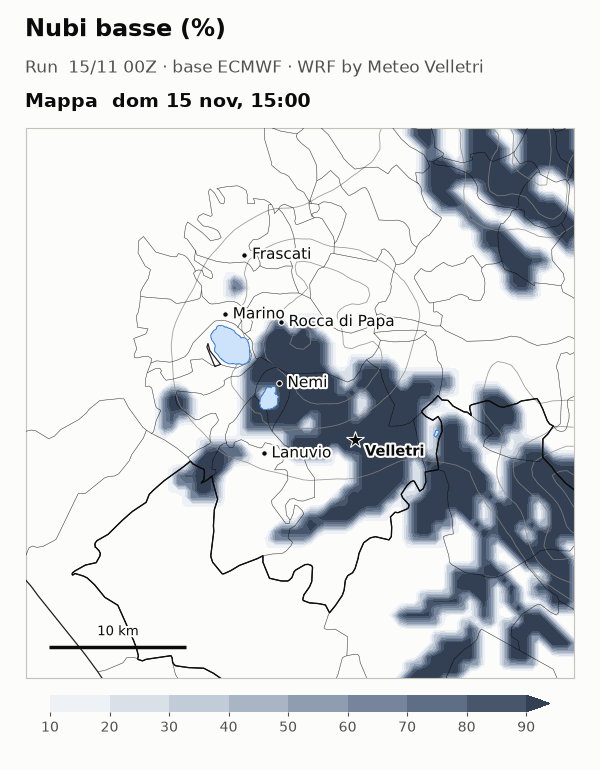 Nubi basse (%)
Run  15/11 00Z · base ECMWF · WRF by Meteo Velletri
Mappa  dom 15 nov, 15:00
Frascati
Marino
Rocca di Papa
Nemi
Velletri
Lanuvio
10 km
10 20 30 40 50 60 70 80 90